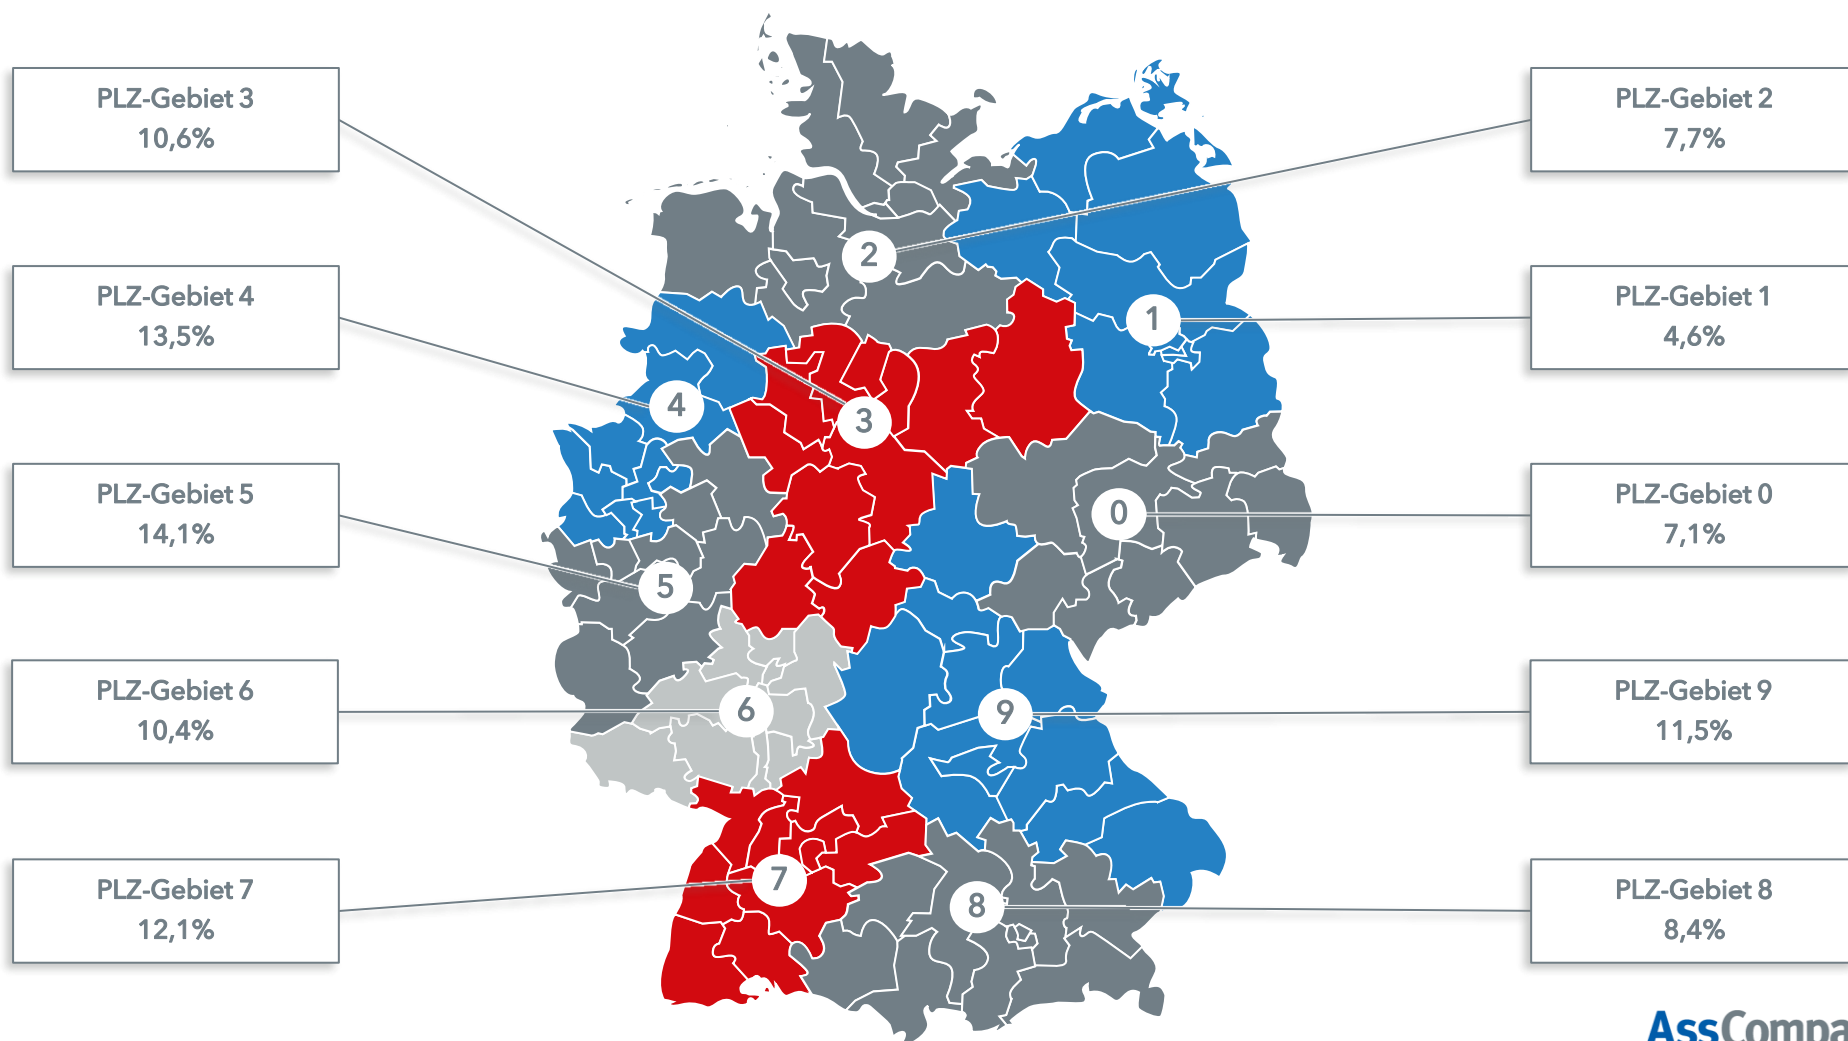 PLZ-Gebiet 3
10,6%
PLZ-Gebiet 4
13,5%
PLZ-Gebiet 5
14,1%
PLZ-Gebiet 6
10,4%
PLZ-Gebiet 7
12,1%
2
1
4
3
0
5
6
9
7
8
PLZ-Gebiet 2
7,7%
PLZ-Gebiet 1
4,6%
PLZ-Gebiet 0
7,1%
PLZ-Gebiet 9
11,5%
PLZ-Gebiet 8
8,4%
AssCompa